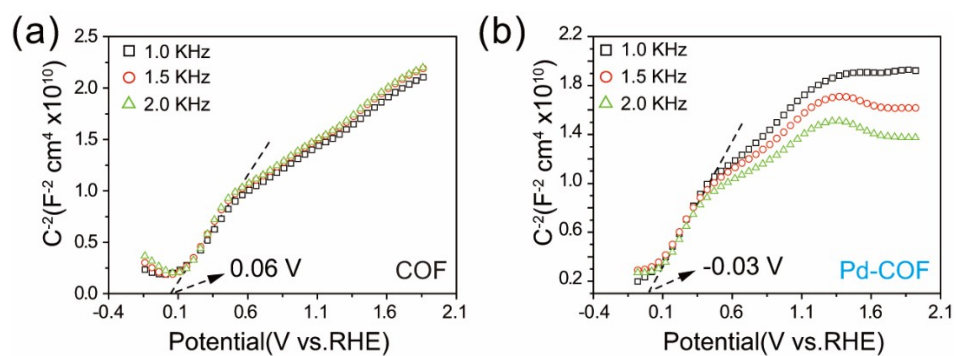 (a)
C⁻²(F⁻² cm⁴ x10¹⁰)
2.5
2.0
1.5
1.0
0.5
0.0
1.0 KHz
1.5 KHz
2.0 KHz
0.06 V
COF
-0.4 0.1 0.6 1.1 1.6 2.1
Potential(V vs.RHE)
(b)
C⁻²(F⁻² cm⁴ x10¹⁰)
2.2
1.8
1.4
1.0
0.6
0.2
1.0 KHz
1.5 KHz
2.0 KHz
-0.03 V
Pd-COF
-0.4 0.1 0.6 1.1 1.6 2.1
Potential(V vs.RHE)